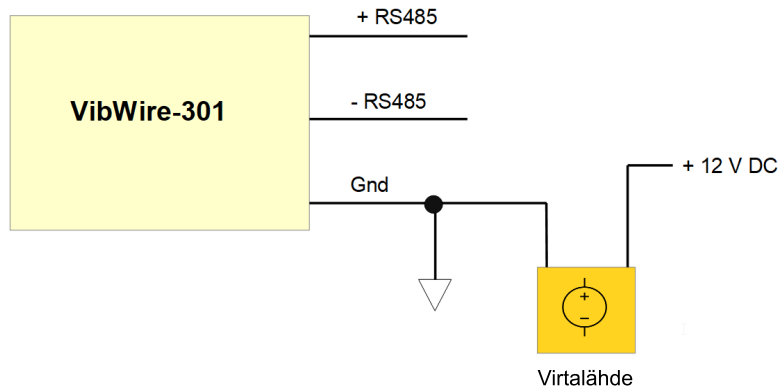 + RS485
VibWire-301
- RS485
Gnd
+ 12 V DC
+
−
Virtalähde